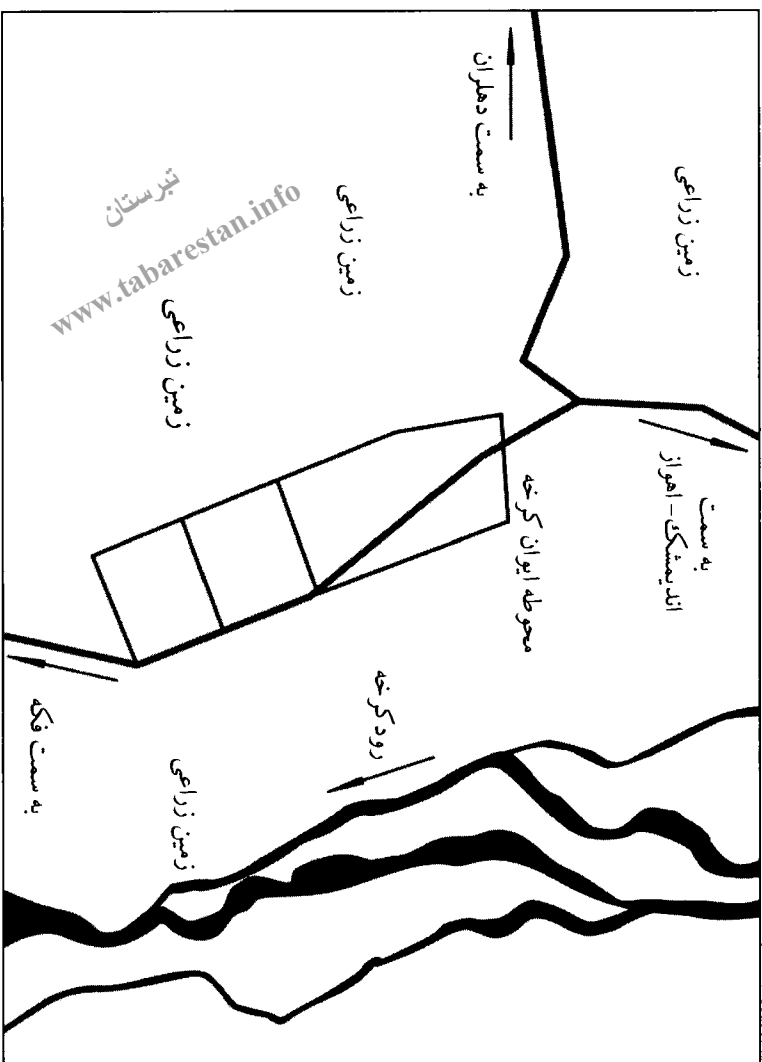 به سمت دهلران
زمین زراعی
زمین زراعی
زمین زراعی
تبرستان
www.tabarestan.info
به سمت
اندیمشک - اهواز
محوطه ایوان کرخه
رود کرخه
زمین زراعی
به سمت فکه